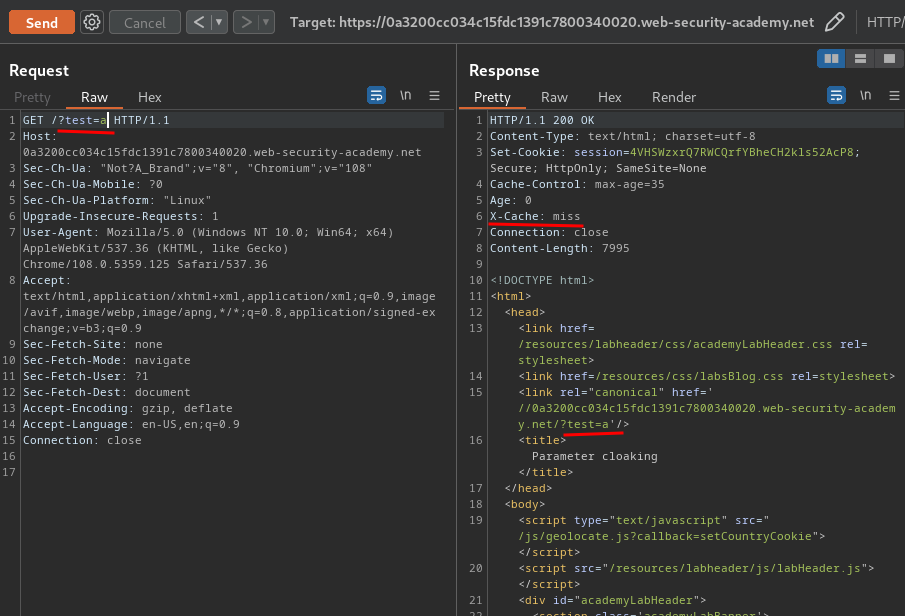 Send
Cancel
Target: https://0a3200cc034c15fdc1391c7800340020.web-security-academy.net
HTTP/
Request
Pretty Raw Hex
\n
1 GET /?test=a HTTP/1.1
2 Host:
0a3200cc034c15fdc1391c7800340020.web-security-academy.net
3 Sec-Ch-Ua: "Not?A_Brand";v="8", "Chromium";v="108"
4 Sec-Ch-Ua-Mobile: ?0
5 Sec-Ch-Ua-Platform: "Linux"
6 Upgrade-Insecure-Requests: 1
7 User-Agent: Mozilla/5.0 (Windows NT 10.0; Win64; x64)
AppleWebKit/537.36 (KHTML, like Gecko)
Chrome/108.0.5359.125 Safari/537.36
8 Accept:
text/html,application/xhtml+xml,application/xml;q=0.9,image
/avif,image/webp,image/apng,*/*;q=0.8,application/signed-ex
change;v=b3;q=0.9
9 Sec-Fetch-Site: none
10 Sec-Fetch-Mode: navigate
11 Sec-Fetch-User: ?1
12 Sec-Fetch-Dest: document
13 Accept-Encoding: gzip, deflate
14 Accept-Language: en-US,en;q=0.9
15 Connection: close
16
17
Response
Pretty Raw Hex Render
\n
1 HTTP/1.1 200 OK
2 Content-Type: text/html; charset=utf-8
3 Set-Cookie: session=4VHSWzxrQ7RWCQrfYBheCH2kls52AcP8;
Secure; HttpOnly; SameSite=None
4 Cache-Control: max-age=35
5 Age: 0
6 X-Cache: miss
7 Connection: close
8 Content-Length: 7995
9
10 <!DOCTYPE html>
11 <html>
12 <head>
13 <link href=
/resources/labheader/css/academyLabHeader.css rel=
stylesheet>
14 <link href=/resources/css/labsBlog.css rel=stylesheet>
15 <link rel="canonical" href='
//0a3200cc034c15fdc1391c7800340020.web-security-academ
y.net/?test=a'/>
16 <title>
Parameter cloaking
</title>
17 </head>
18 <body>
19 <script type="text/javascript" src="
/js/geolocate.js?callback=setCountryCookie">
</script>
20 <script src="/resources/labheader/js/labHeader.js">
</script>
21 <div id="academyLabHeader">
22 <section class='academyLabBanner'>